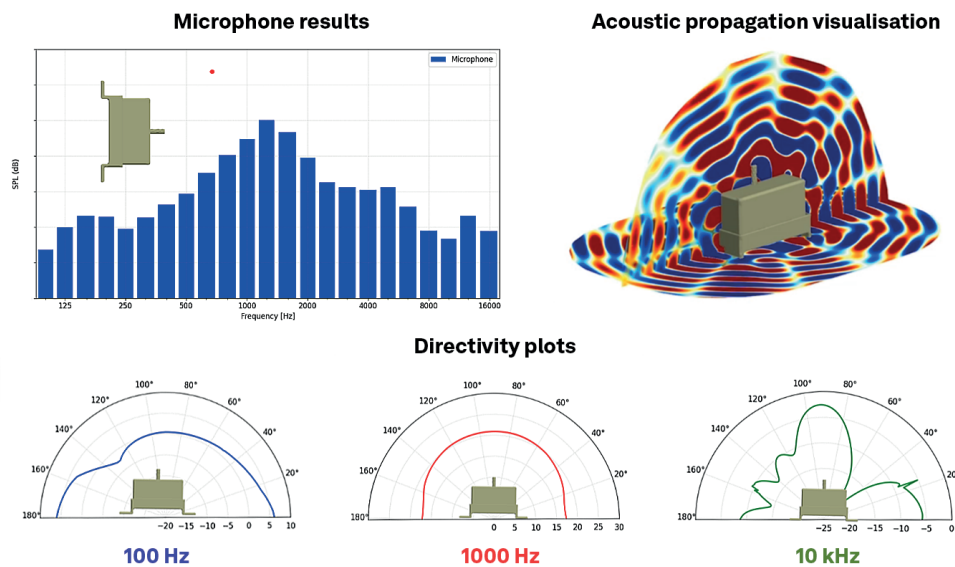 Microphone results
Acoustic propagation visualisation
Microphone
SPL (dB)
125 250 500 1000 2000 4000 8000 16000
Frequency [Hz]
Directivity plots
100° 80°
120° 60°
140° 40°
160° 20°
180°
-20 -15 -10 -5 0 5 10
100 Hz
100° 80°
120° 60°
140° 40°
160° 20°
180°
0 5 10 15 20 25 30
1000 Hz
100° 80°
120° 60°
140° 40°
160° 20°
180°
-25 -20 -15 -10 -5 0
10 kHz